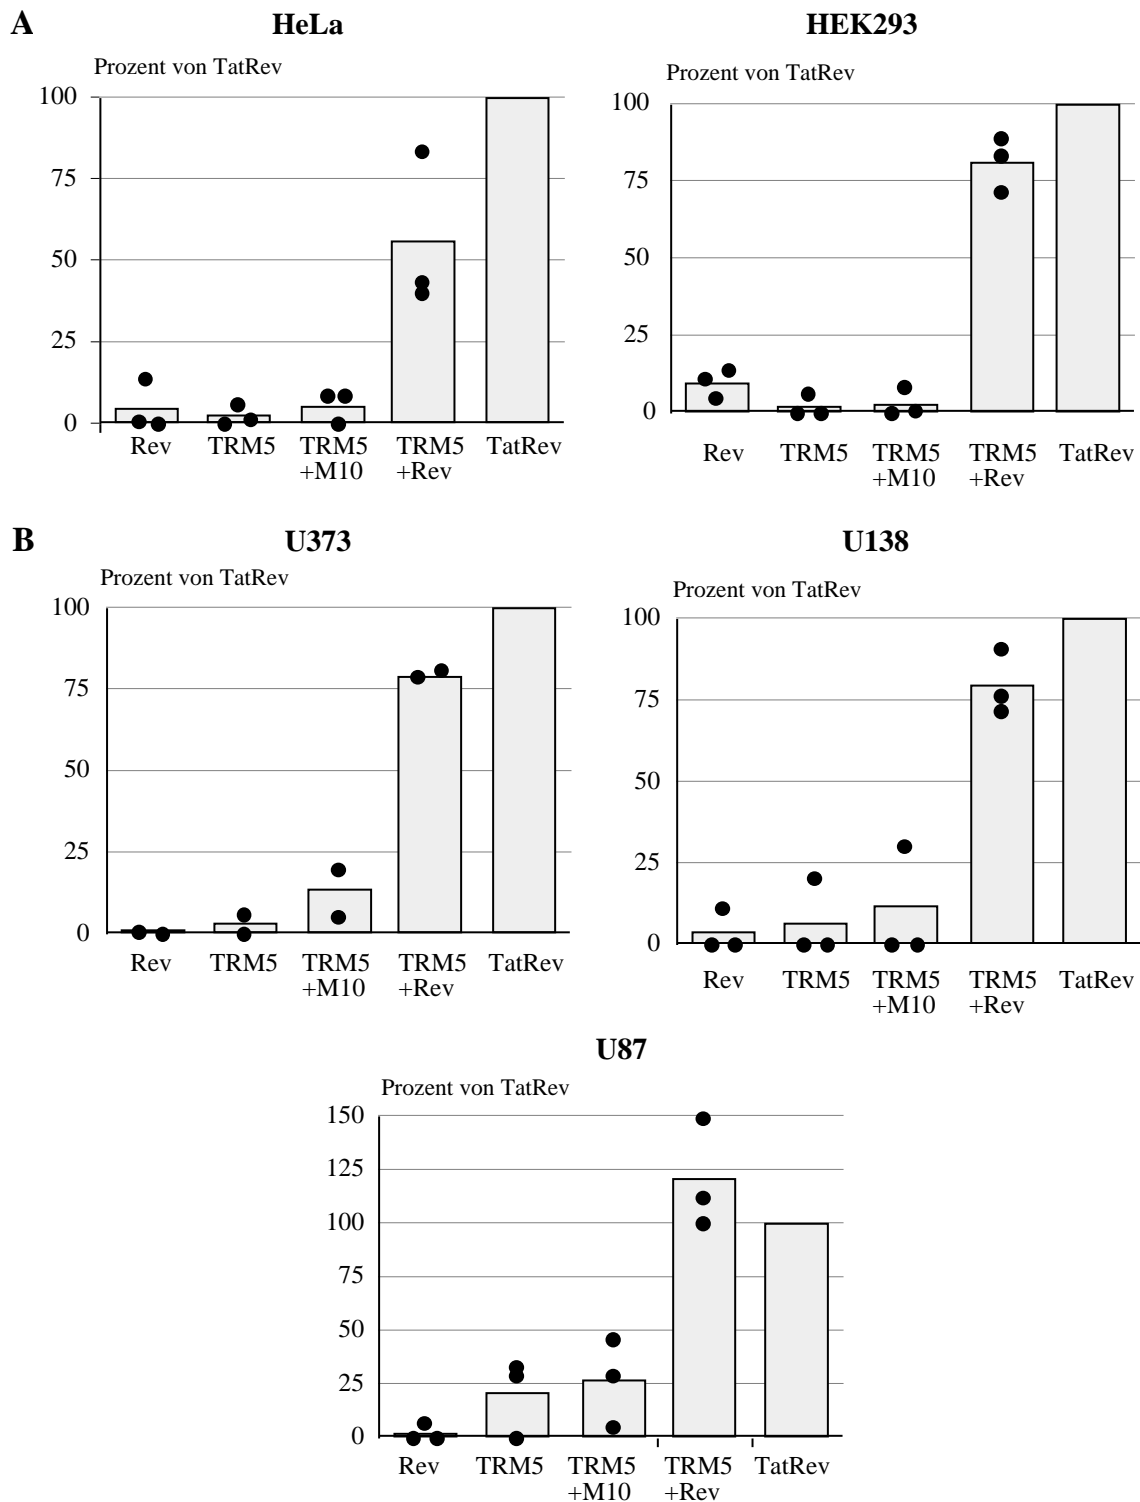 A
HeLa
HEK293
Prozent von TatRev
100
75
50
25
0
Rev
TRM5
TRM5
+M10
TRM5
+Rev
TatRev
Prozent von TatRev
100
75
50
25
0
Rev
TRM5
TRM5
+M10
TRM5
+Rev
TatRev
B
U373
U138
Prozent von TatRev
100
75
50
25
0
Rev
TRM5
TRM5
+M10
TRM5
+Rev
TatRev
Prozent von TatRev
100
75
50
25
0
Rev
TRM5
TRM5
+M10
TRM5
+Rev
TatRev
U87
Prozent von TatRev
150
125
100
75
50
25
0
Rev
TRM5
TRM5
+M10
TRM5
+Rev
TatRev